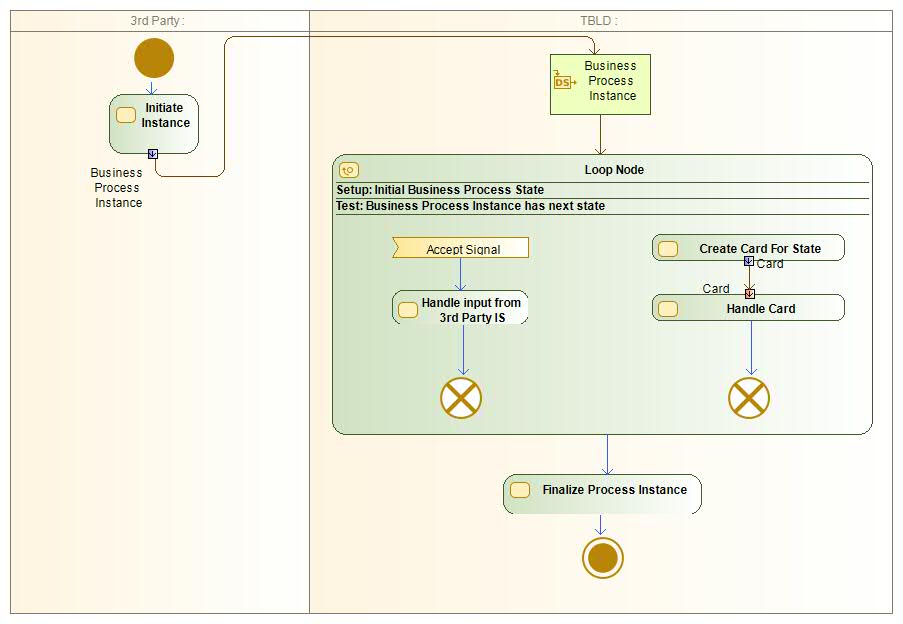 3rd Party :
TBLD :
Initiate
Instance
Business
Process
Instance
DS
Business
Process
Instance
Loop Node
Setup: Initial Business Process State
Test: Business Process Instance has next state
Accept Signal
Handle input from
3rd Party IS
Create Card For State
Card
Card
Handle Card
Finalize Process Instance